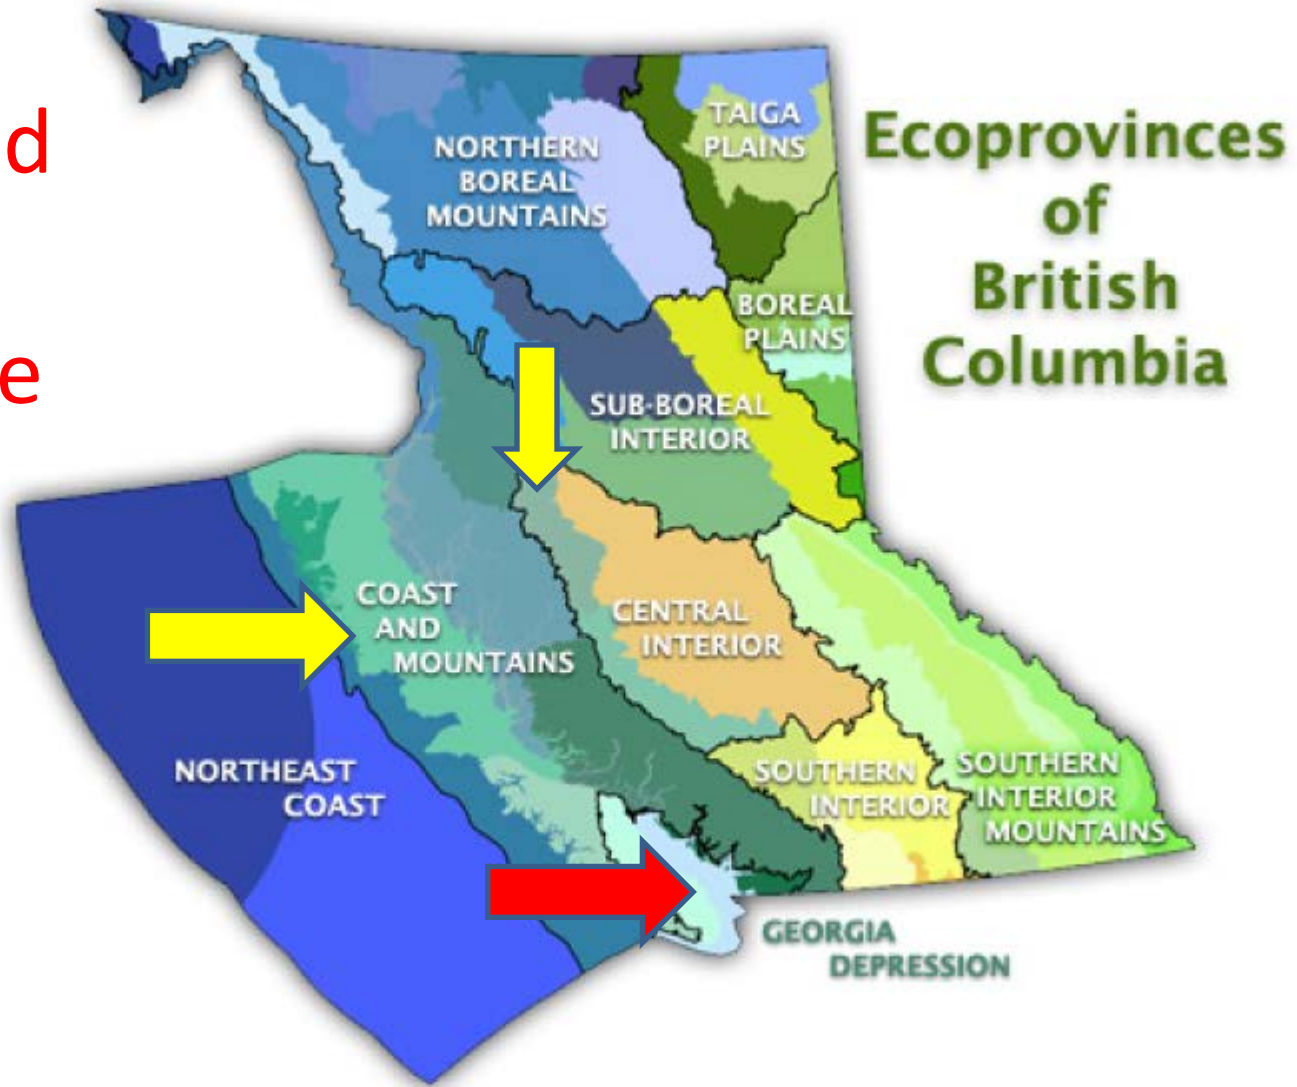 d
e
Ecoprovinces
of
British
Columbia
TAIGA
PLAINS
NORTHERN
BOREAL
MOUNTAINS
BOREAL
PLAINS
SUB-BOREAL
INTERIOR
COAST
AND
MOUNTAINS
CENTRAL
INTERIOR
NORTHEAST
COAST
SOUTHERN
INTERIOR
SOUTHERN
INTERIOR
MOUNTAINS
GEORGIA
DEPRESSION